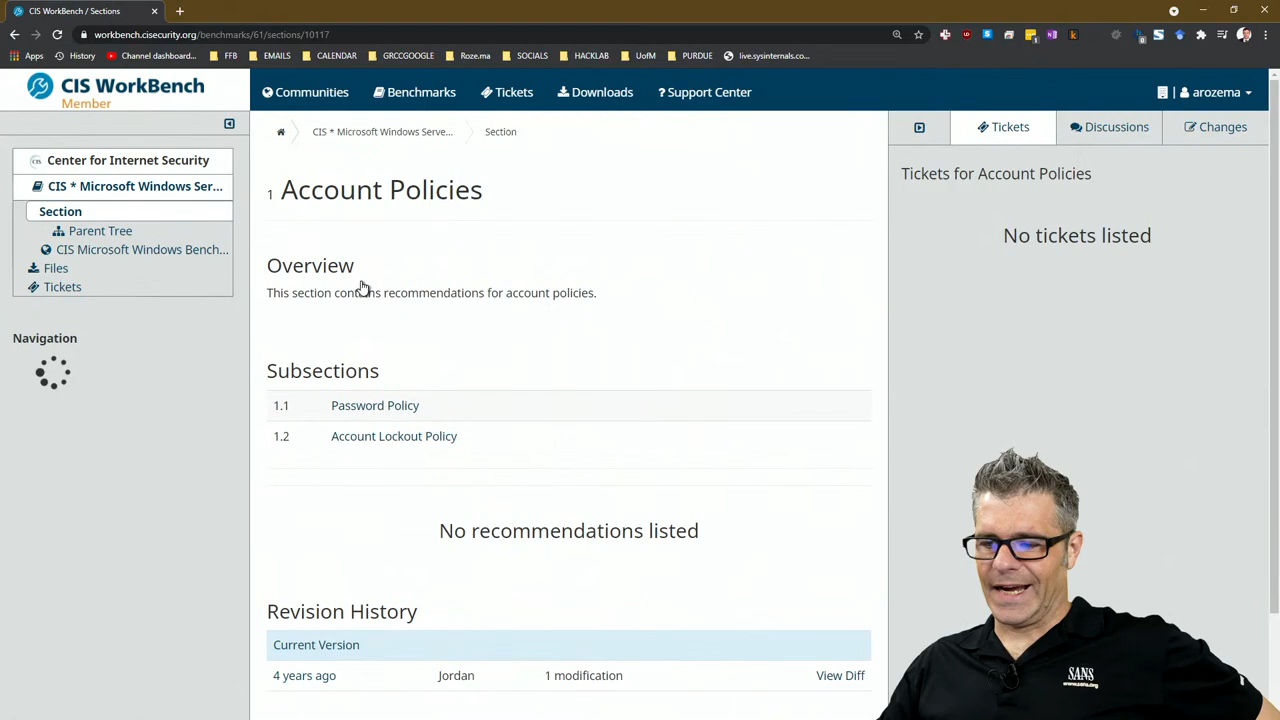 CIS WorkBench / Sections
workbench.cisecurity.org/benchmarks/61/sections/10117
Apps
History
Channel dashboard...
FFB
EMAILS
CALENDAR
GRCCGOOGLE
Roze.ma
SOCIALS
HACKLAB
UofM
PURDUE
live.sysinternals.co...
CIS WorkBench
Member
Communities
Benchmarks
Tickets
Downloads
Support Center
arozema
CIS * Microsoft Windows Serve...
Section
Tickets
Discussions
Changes
Center for Internet Security
CIS * Microsoft Windows Ser...
Section
Parent Tree
CIS Microsoft Windows Bench...
Files
Tickets
Navigation
1 Account Policies
Overview
This section contains recommendations for account policies.
Subsections
1.1 Password Policy
1.2 Account Lockout Policy
No recommendations listed
Revision History
Current Version
4 years ago Jordan 1 modification View Diff
Tickets for Account Policies
No tickets listed
SANS
www.sans.org